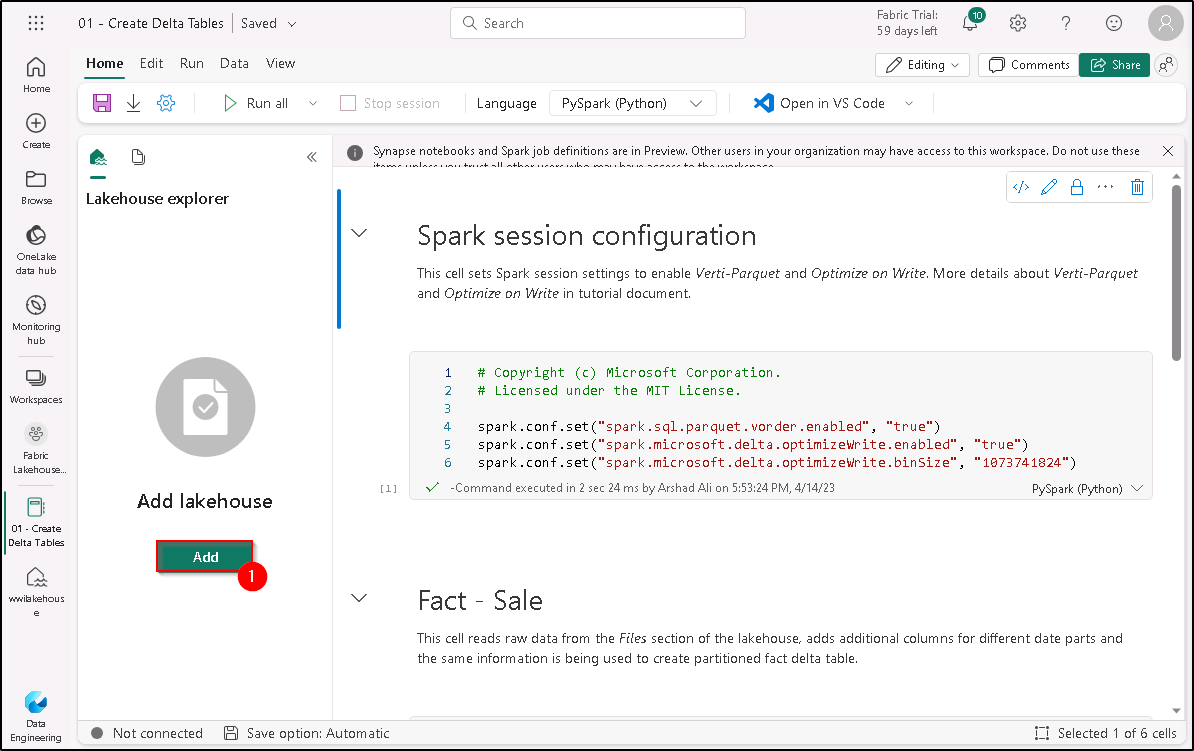 01 - Create Delta Tables
Saved
Search
Fabric Trial:
59 days left
10
Home
Edit
Run
Data
View
Editing
Comments
Share
Run all
Stop session
Language
PySpark (Python)
Open in VS Code
Home
Create
Browse
OneLake
data hub
Monitoring
hub
Workspaces
Fabric
Lakehouse...
01 - Create
Delta Tables
wwilakehous
e
Data
Engineering
Lakehouse explorer
Add lakehouse
Add
1
Synapse notebooks and Spark job definitions are in Preview. Other users in your organization may have access to this workspace. Do not use these
items unless you trust all other users who may have access to the workspace.
Spark session configuration
This cell sets Spark session settings to enable Verti-Parquet and Optimize on Write. More details about Verti-Parquet
and Optimize on Write in tutorial document.
1 # Copyright (c) Microsoft Corporation.
2 # Licensed under the MIT License.
3
4 spark.conf.set("spark.sql.parquet.vorder.enabled", "true")
5 spark.conf.set("spark.microsoft.delta.optimizeWrite.enabled", "true")
6 spark.conf.set("spark.microsoft.delta.optimizeWrite.binSize", "1073741824")
[1]
-Command executed in 2 sec 24 ms by Arshad Ali on 5:53:24 PM, 4/14/23
PySpark (Python)
Fact - Sale
This cell reads raw data from the Files section of the lakehouse, adds additional columns for different date parts and
the same information is being used to create partitioned fact delta table.
Not connected
Save option: Automatic
Selected 1 of 6 cells